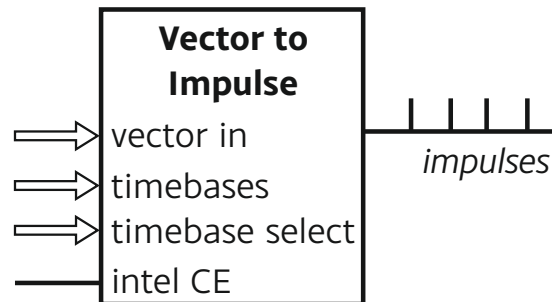 Vector to
Impulse
vector in
timebases
timebase select
intel CE
impulses